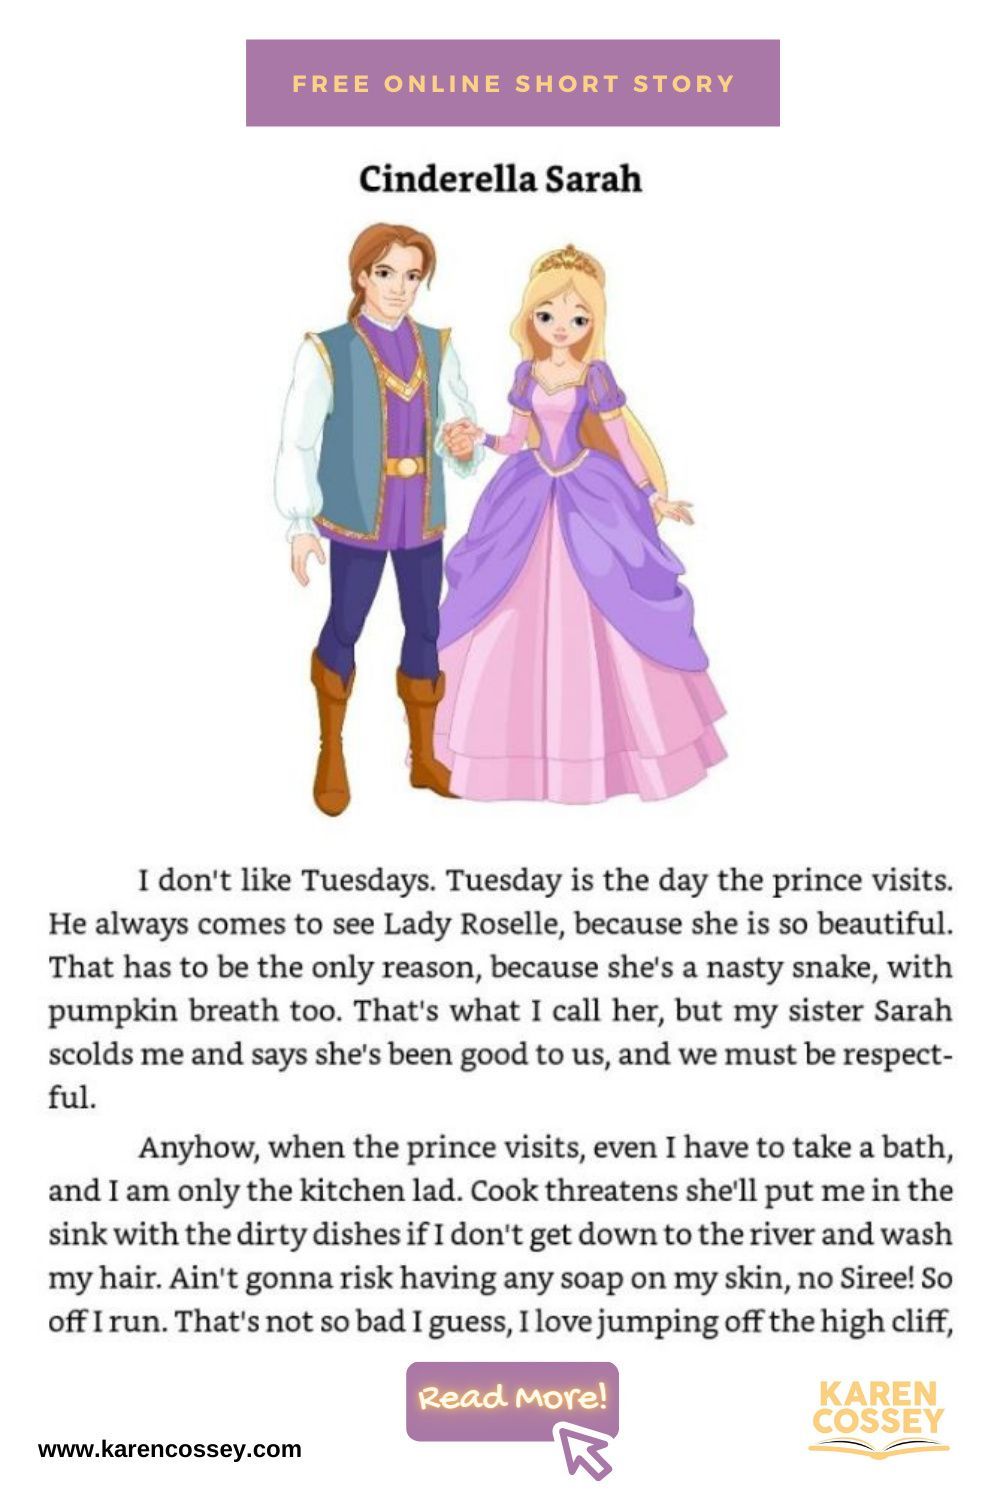 FREE ONLINE SHORT STORY
Cinderella Sarah
I don't like Tuesdays. Tuesday is the day the prince visits.
He always comes to see Lady Roselle, because she is so beautiful.
That has to be the only reason, because she's a nasty snake, with
pumpkin breath too. That's what I call her, but my sister Sarah
scolds me and says she's been good to us, and we must be respect-
ful.
Anyhow, when the prince visits, even I have to take a bath,
and I am only the kitchen lad. Cook threatens she'll put me in the
sink with the dirty dishes if I don't get down to the river and wash
my hair. Ain't gonna risk having any soap on my skin, no Siree! So
off I run. That's not so bad I guess, I love jumping off the high cliff,
Read More!
www.karencossey.com
KAREN
COSSEY